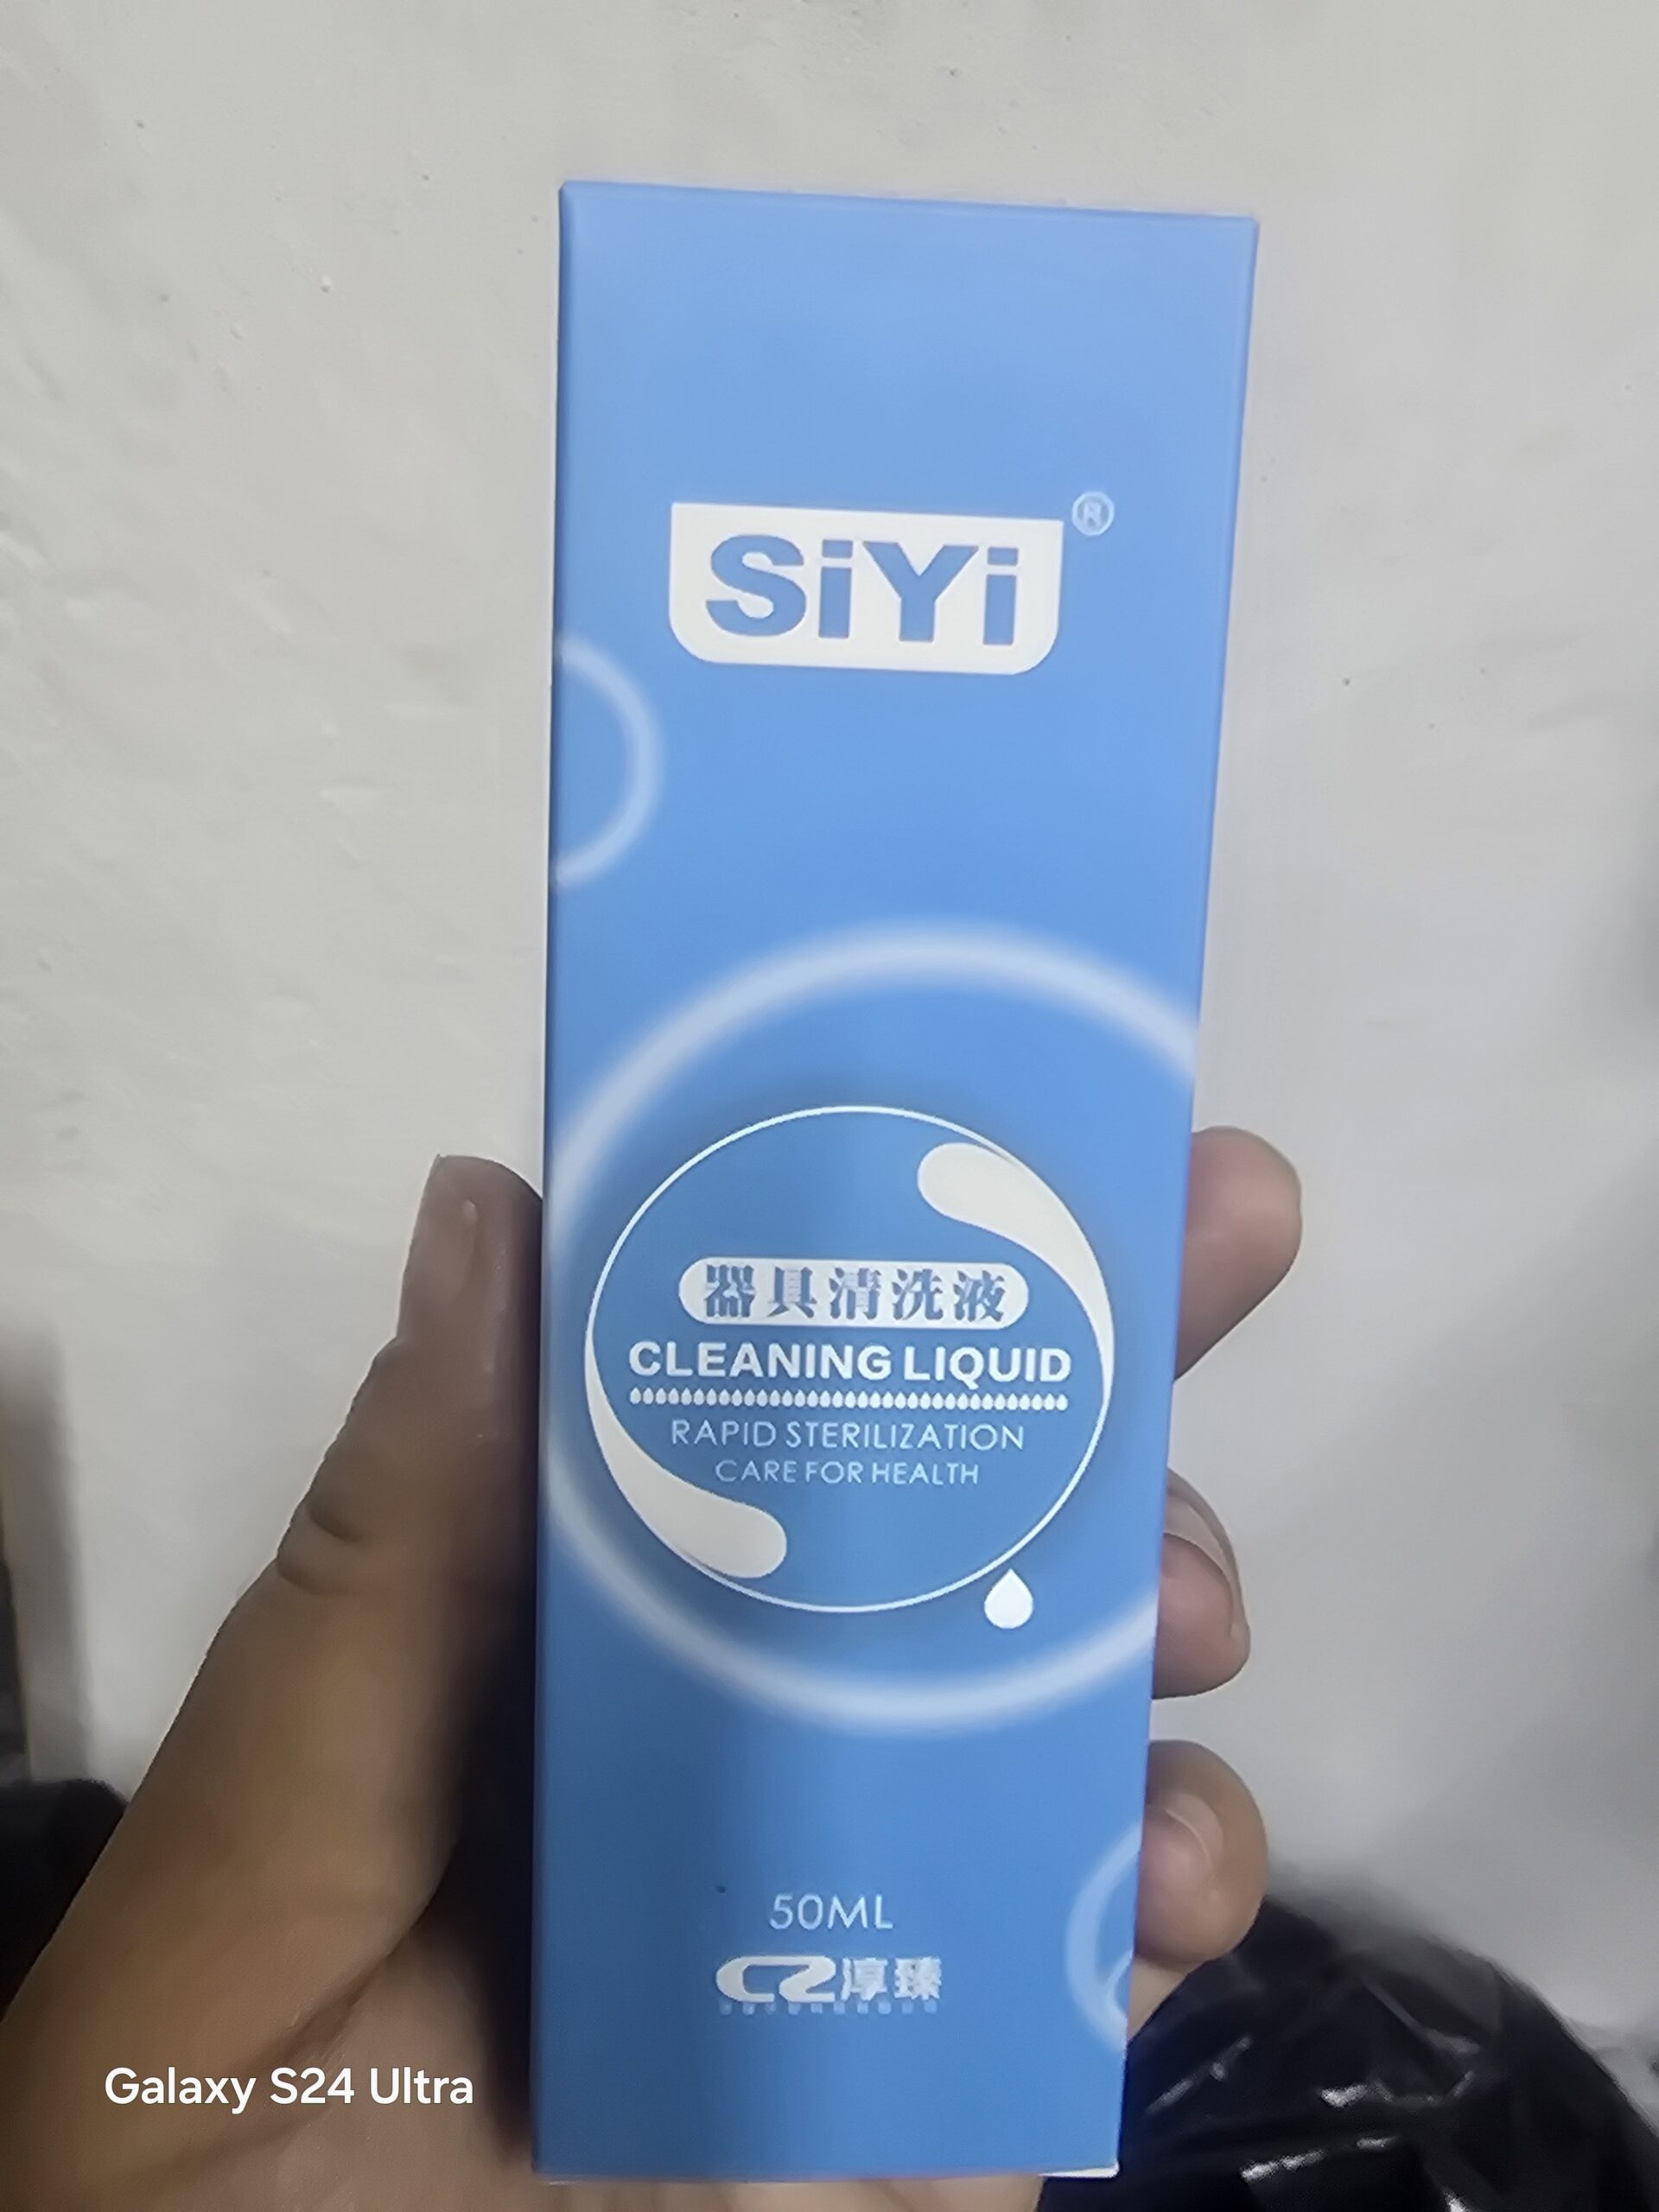 SiYi®
器具清洗液
CLEANING LIQUID
RAPID STERILIZATION
CARE FOR HEALTH
50ML
CZ淳臻
Galaxy S24 Ultra